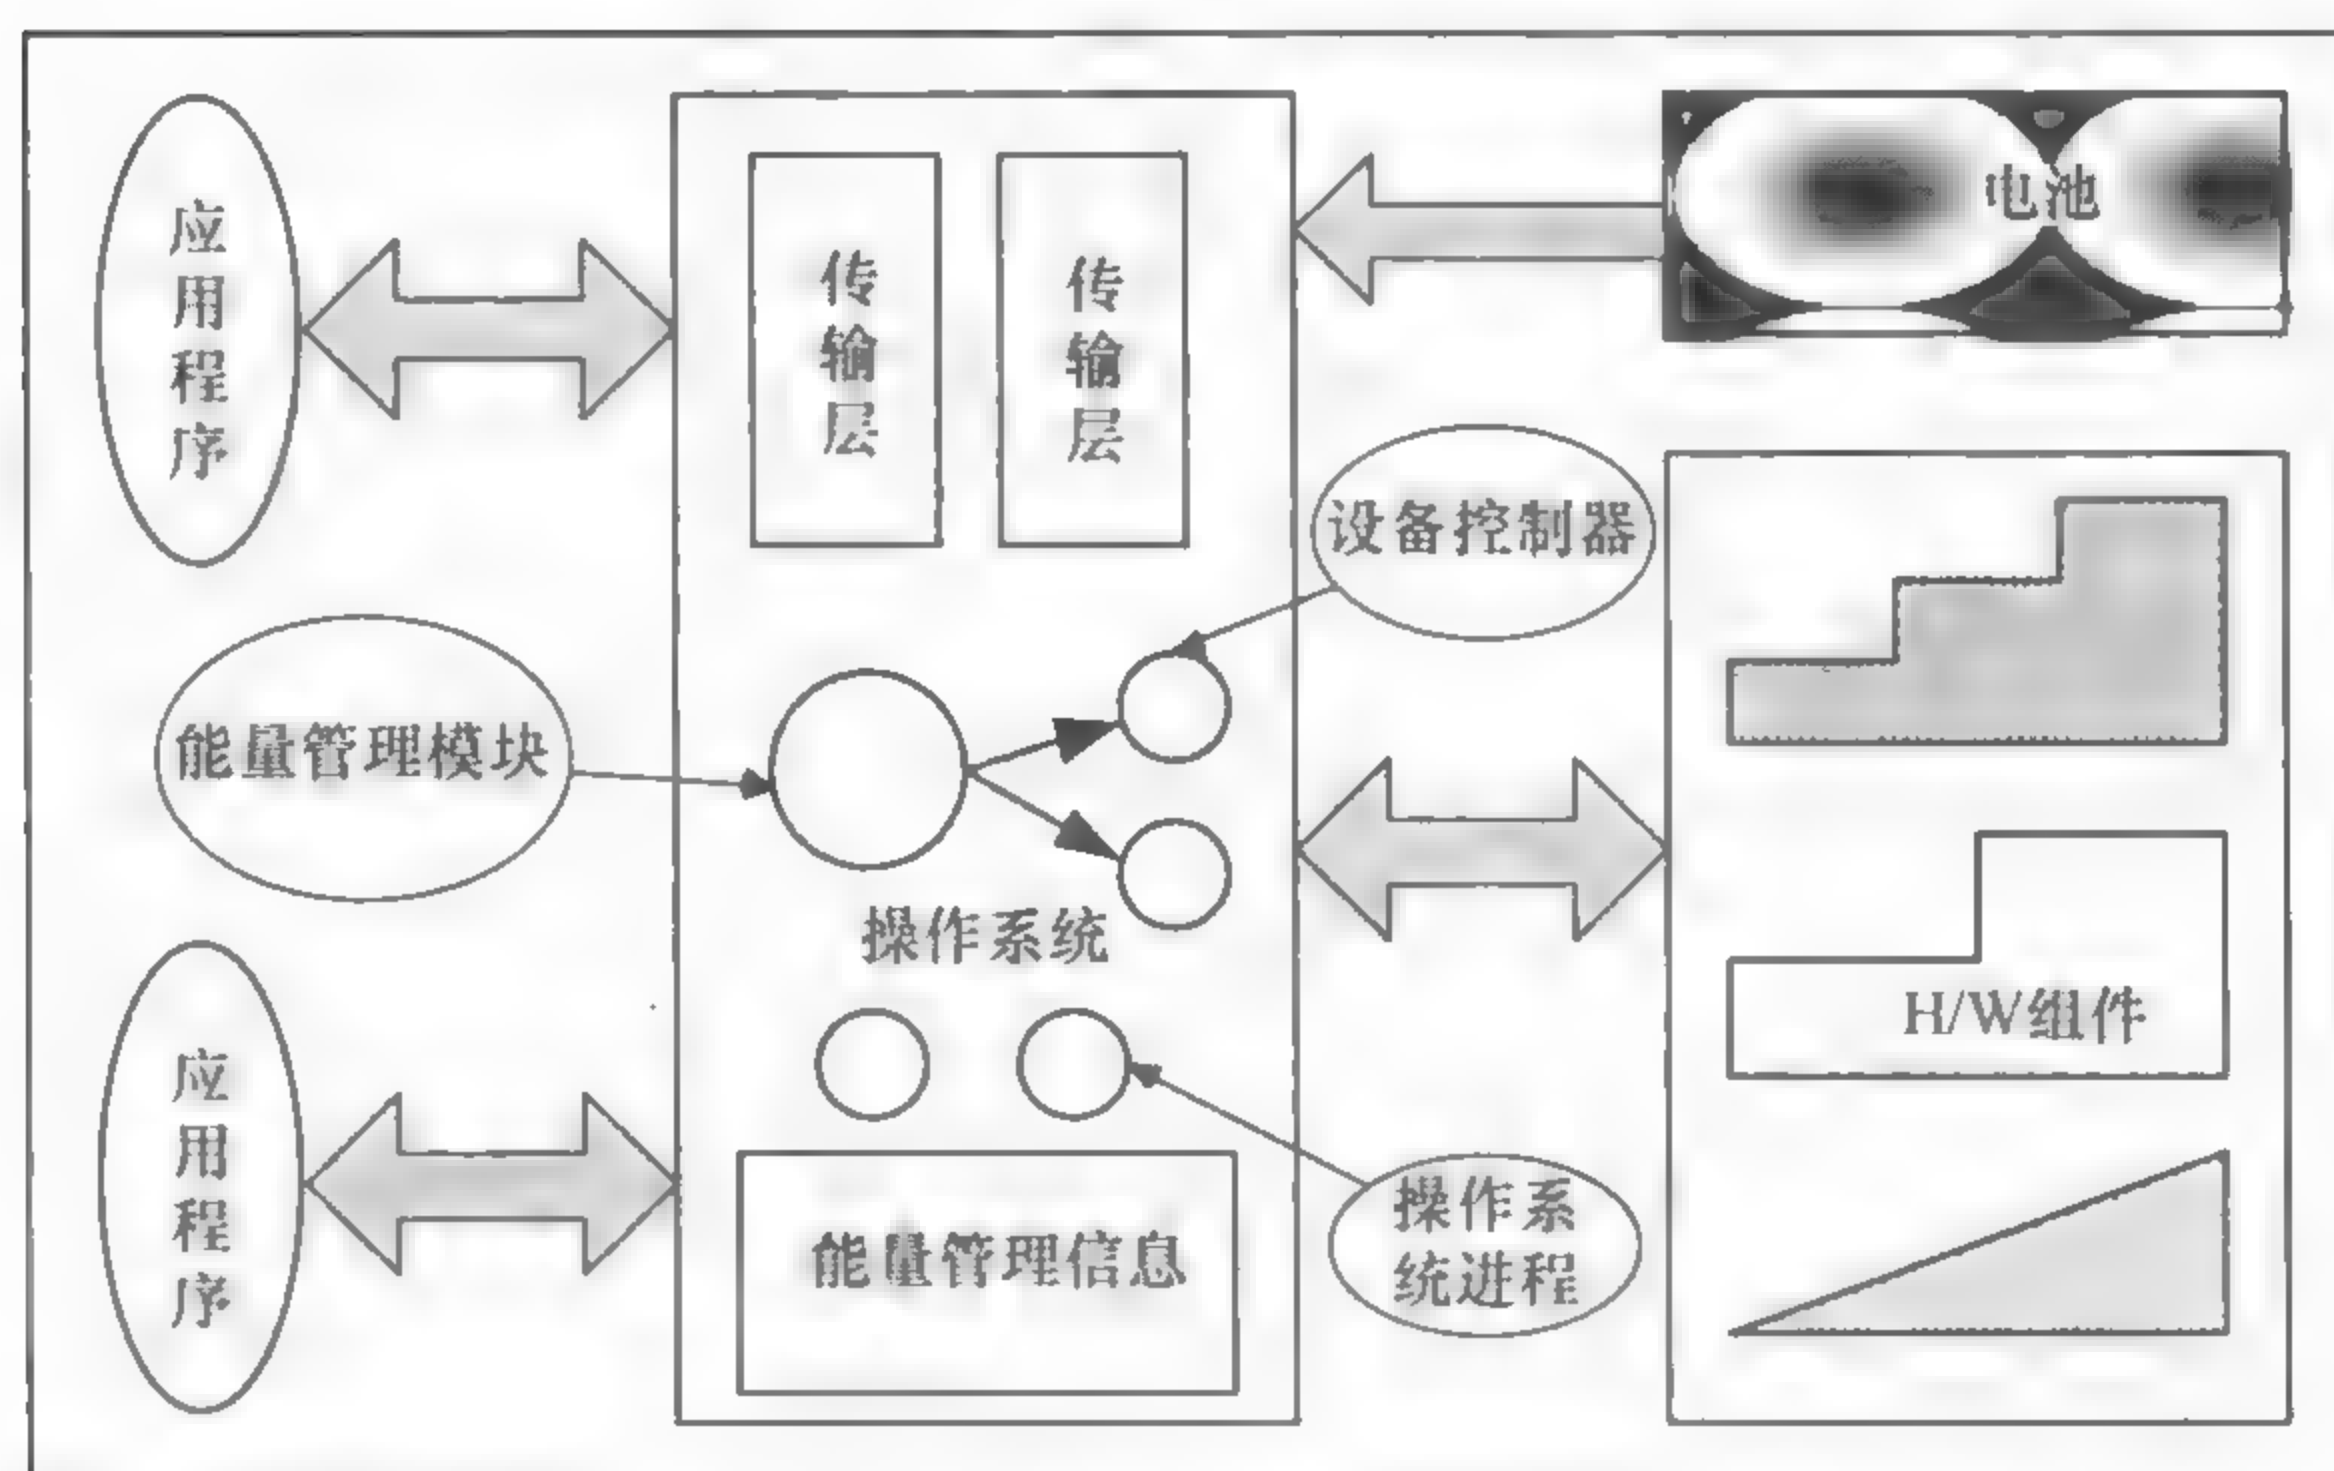 应用程序
传输层
传输层
电池
设备控制器
能量管理模块
操作系统
H/W组件
应用程序
能量管理信息
操作系
统进程